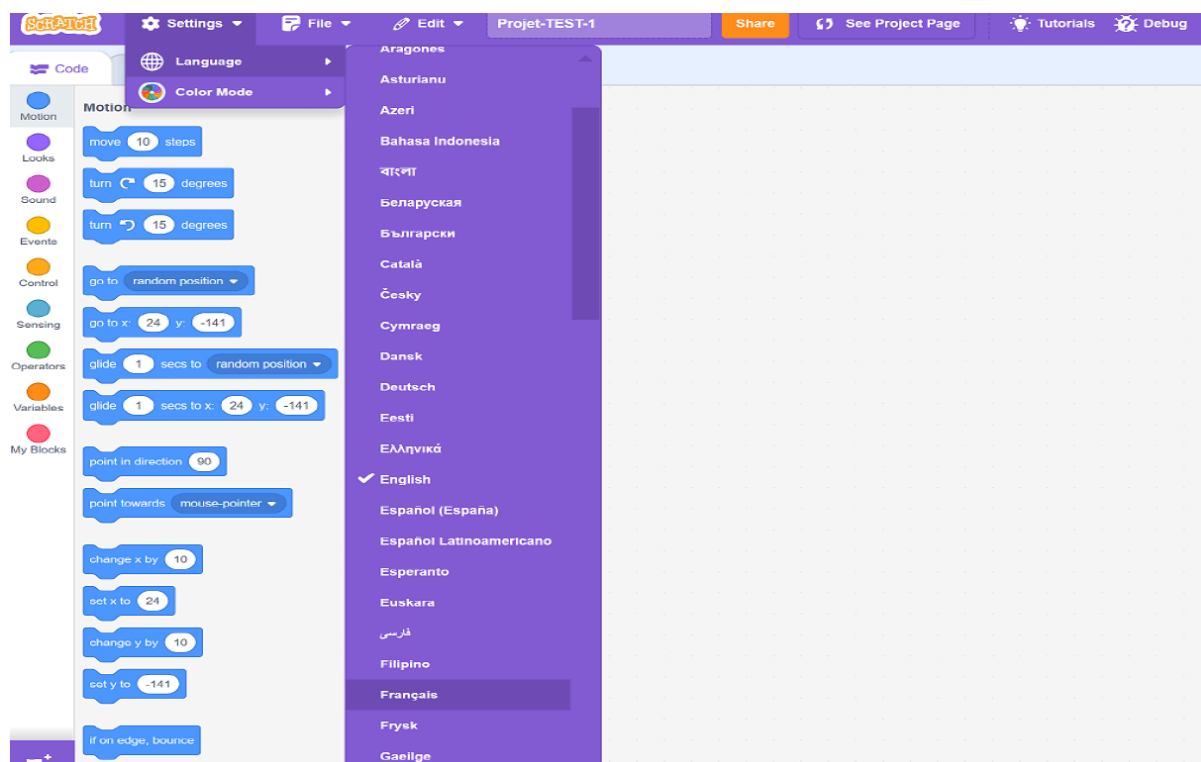 SCRATCH Settings File Edit Projet-TEST-1 Share See Project Page Tutorials Debug
Code
Language
Color Mode
Motion
Looks
Sound
Events
Control
Sensing
Operators
Variables
My Blocks
Motion
move 10 steps
turn 15 degrees
turn 15 degrees
go to random position
go to x: 24 y: -141
glide 1 secs to random position
glide 1 secs to x: 24 y: -141
point in direction 90
point towards mouse-pointer
change x by 10
set x to 24
change y by 10
set y to -141
if on edge, bounce
Aragonés
Asturianu
Azeri
Bahasa Indonesia
বাংলা
Беларуская
Български
Català
Česky
Cymraeg
Dansk
Deutsch
Eesti
Ελληνικά
English
Español (España)
Español Latinoamericano
Esperanto
Euskara
فارسی
Filipino
Français
Frysk
Gaeilge